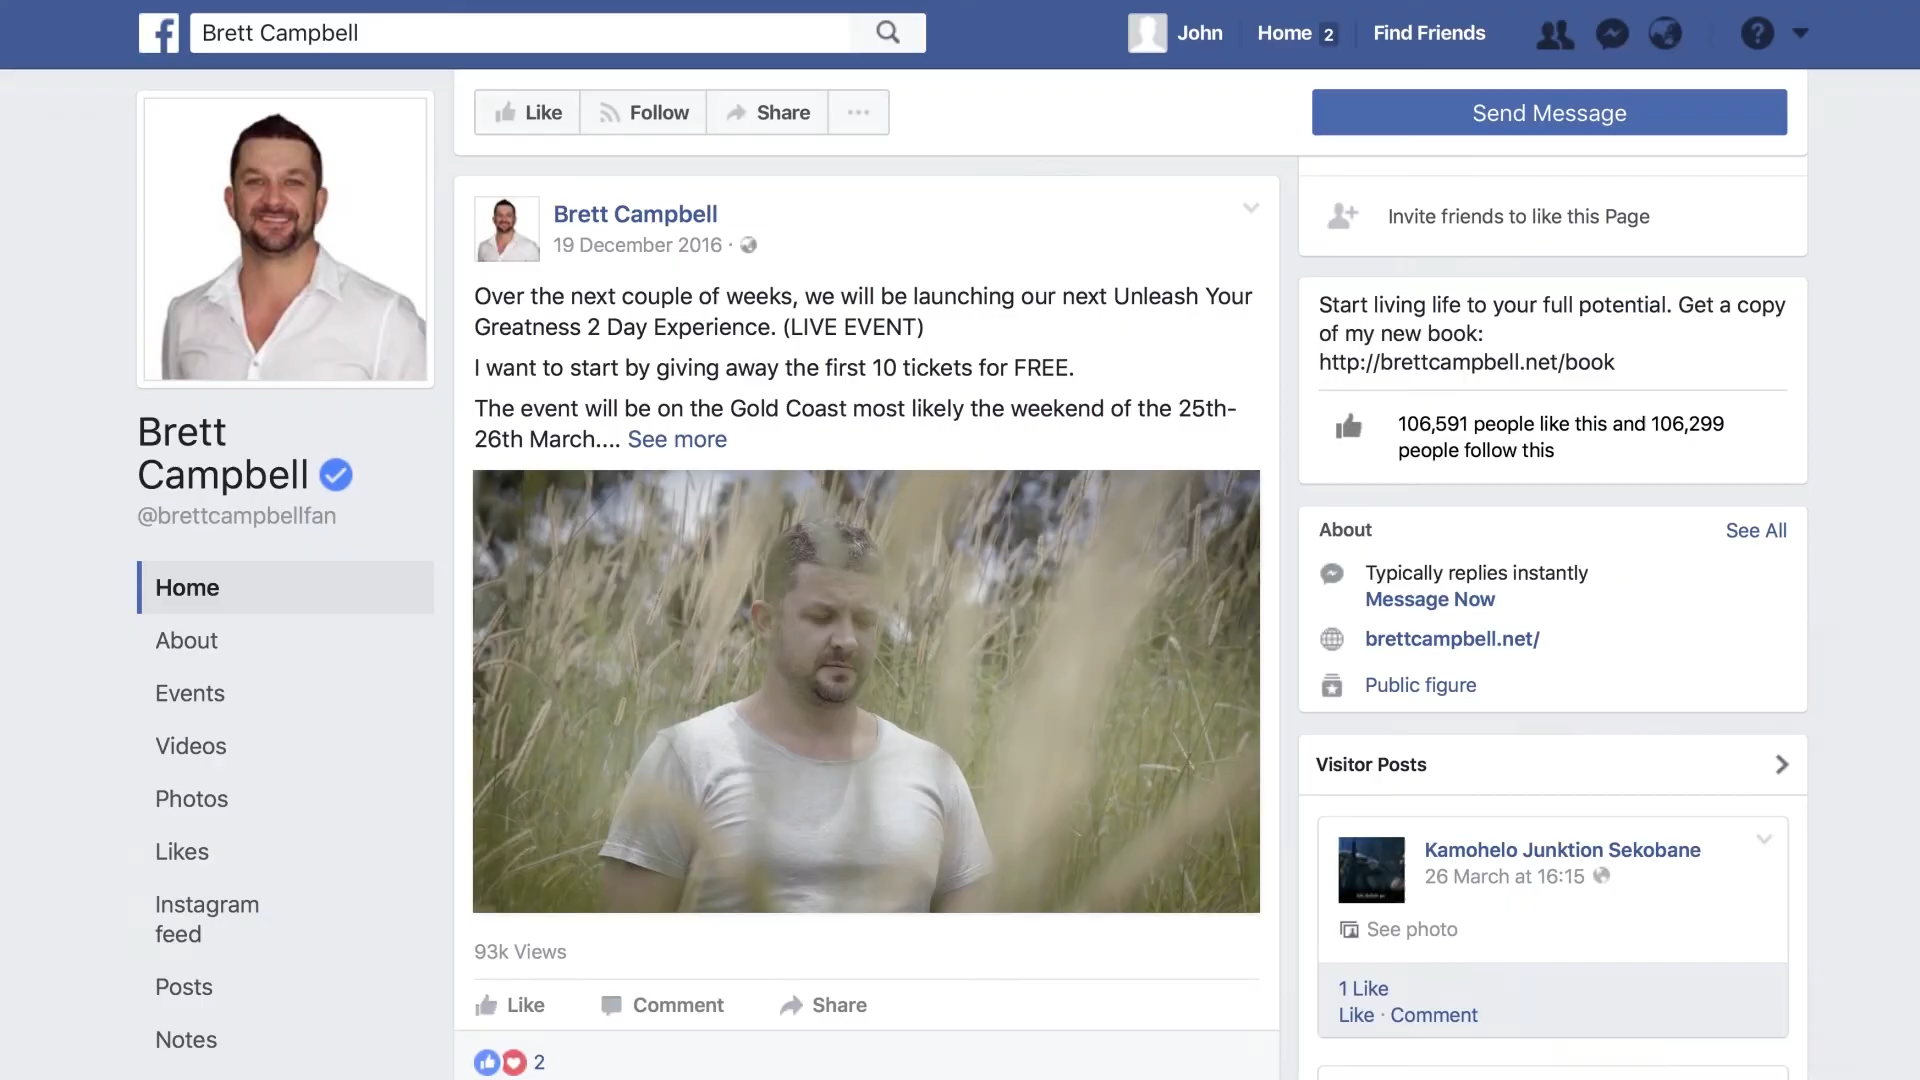 Brett Campbell
John
Home 2
Find Friends
Like
Follow
Share
Send Message
Brett
Campbell
@brettcampbellfan
Home
About
Events
Videos
Photos
Likes
Instagram
feed
Posts
Notes
Brett Campbell
19 December 2016 ·
Over the next couple of weeks, we will be launching our next Unleash Your
Greatness 2 Day Experience. (LIVE EVENT)
I want to start by giving away the first 10 tickets for FREE.
The event will be on the Gold Coast most likely the weekend of the 25th-
26th March.... See more
93k Views
Like
Comment
Share
2
Invite friends to like this Page
Start living life to your full potential. Get a copy
of my new book:
http://brettcampbell.net/book
106,591 people like this and 106,299
people follow this
About
See All
Typically replies instantly
Message Now
brettcampbell.net/
Public figure
Visitor Posts
Kamohelo Junktion Sekobane
26 March at 16:15
See photo
1 Like
Like · Comment